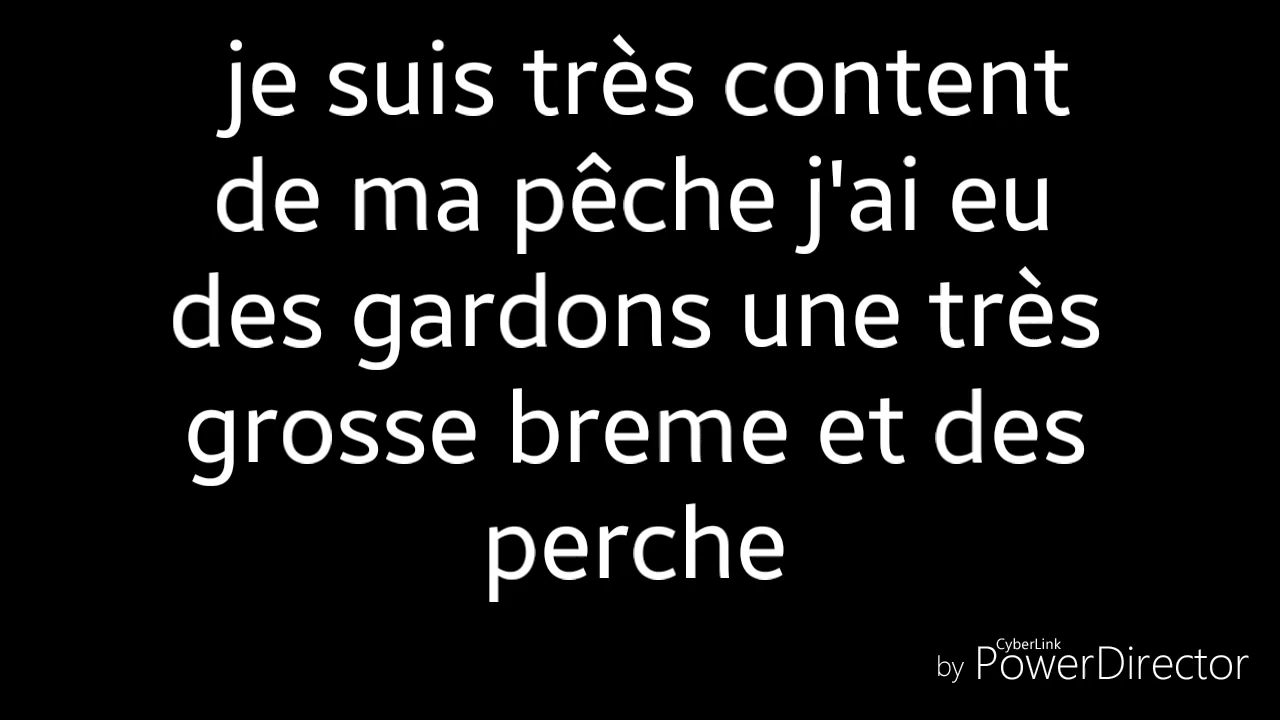 je suis très content
de ma pêche j'ai eu
des gardons une très
grosse breme et des
perche
CyberLink
by PowerDirector